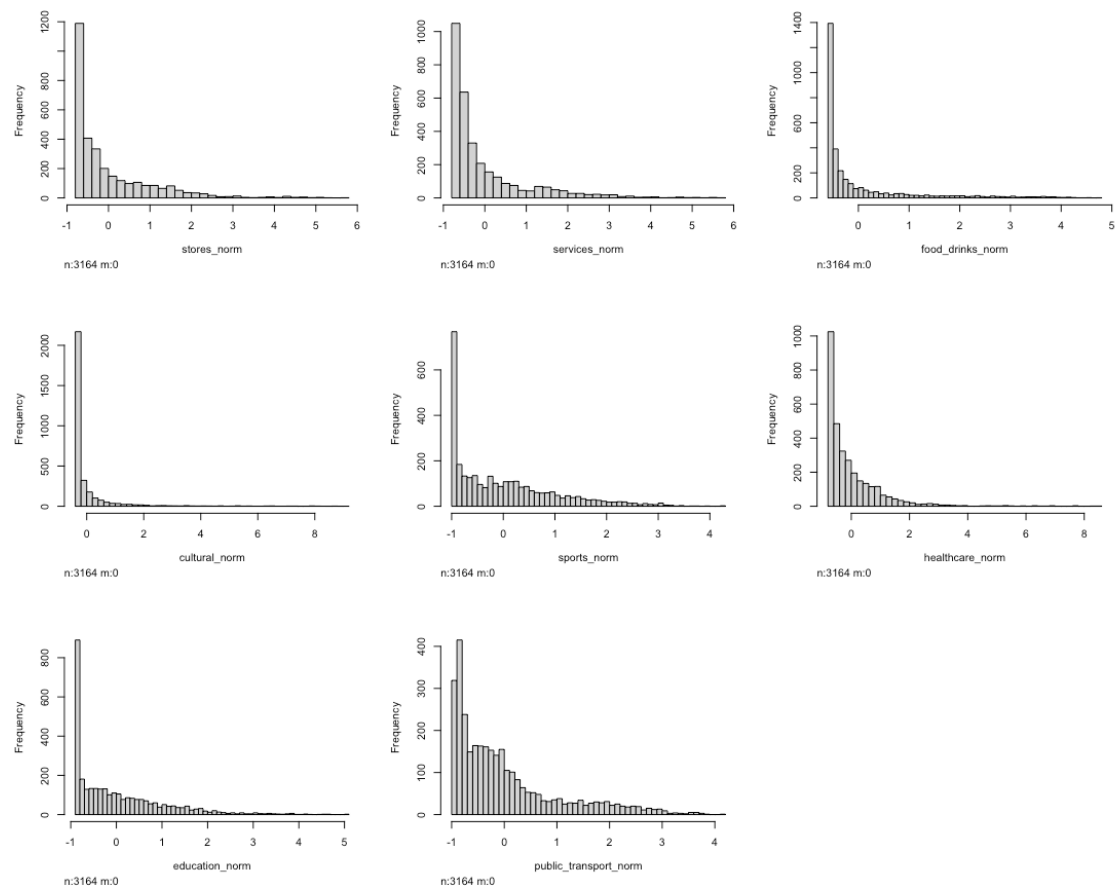 Frequency
0 200 400 600 800 1200
-1 0 1 2 3 4 5 6
stores_norm
n:3164 m:0
Frequency
0 200 400 600 800 1000
-1 0 1 2 3 4 5 6
services_norm
n:3164 m:0
Frequency
0 200 400 600 1000 1400
0 1 2 3 4 5
food_drinks_norm
n:3164 m:0
Frequency
0 500 1000 1500 2000
0 2 4 6 8
cultural_norm
n:3164 m:0
Frequency
0 200 400 600
-1 0 1 2 3 4
sports_norm
n:3164 m:0
Frequency
0 200 400 600 800 1000
0 2 4 6 8
healthcare_norm
n:3164 m:0
Frequency
0 200 400 600 800
-1 0 1 2 3 4 5
education_norm
n:3164 m:0
Frequency
0 100 200 300 400
-1 0 1 2 3 4
public_transport_norm
n:3164 m:0